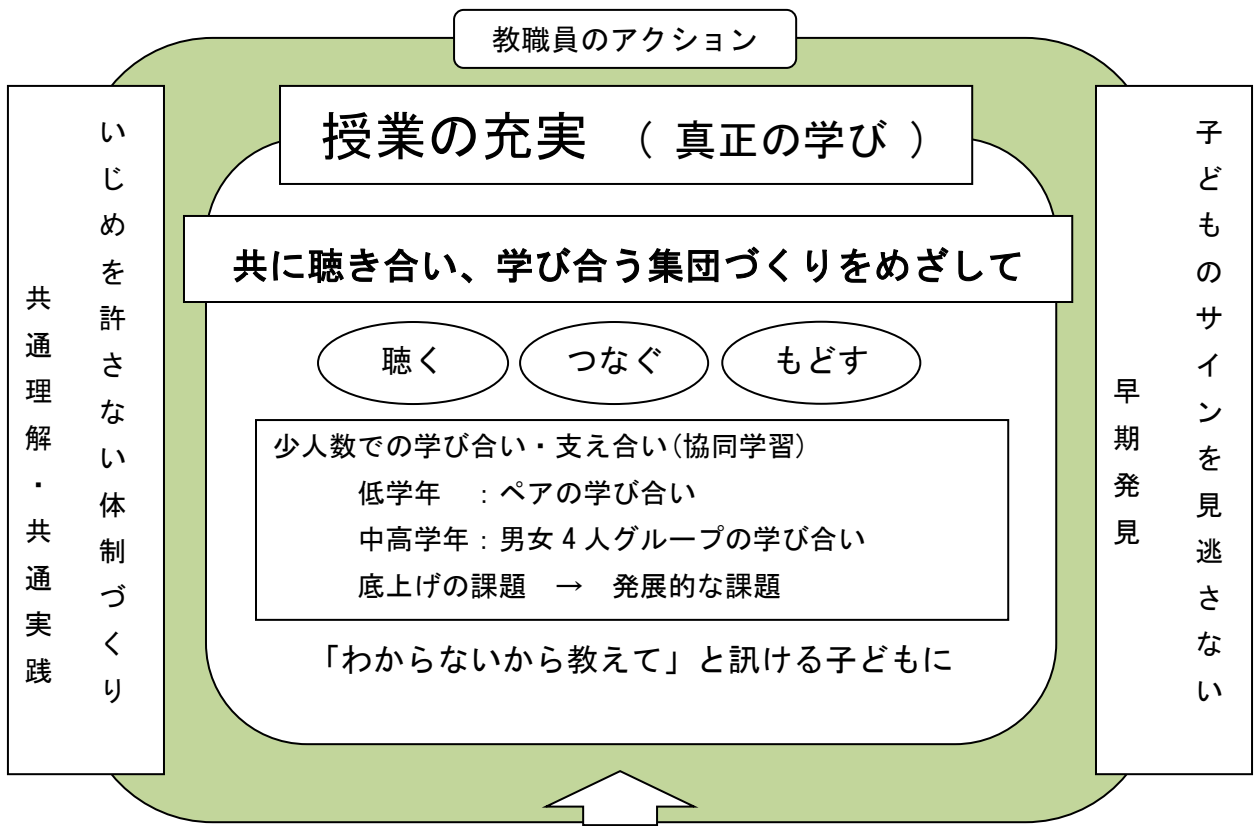 教職員のアクション
授業の充実 （ 真正の学び ）
共に聴き合い、学び合う集団づくりをめざして
聴く
つなぐ
もどす
少人数での学び合い・支え合い(協同学習)
低学年 ：ペアの学び合い
中高学年：男女４人グループの学び合い
底上げの課題 → 発展的な課題
「わからないから教えて」と訊ける子どもに
いじめを許さない体制づくり
共通理解・共通実践
子どものサインを見逃さない
早期発見